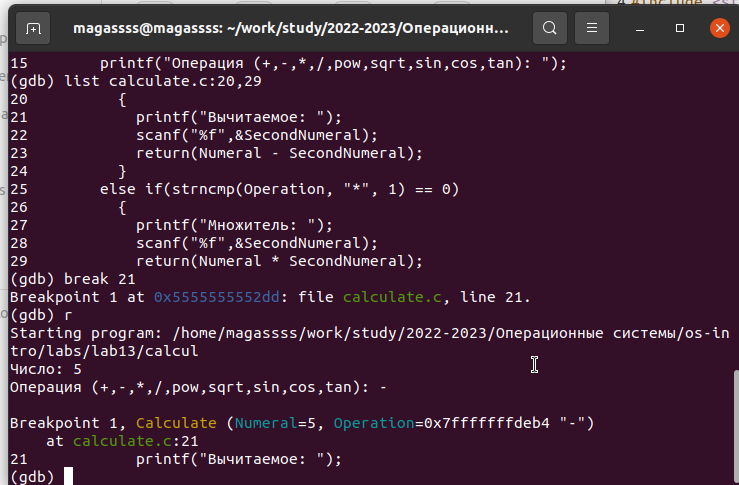 4 #include <s
magassss@magassss: ~/work/study/2022-2023/Операционн...
15        printf("Операция (+,-,*,/,pow,sqrt,sin,cos,tan): ");
(gdb) list calculate.c:20,29
20          {
21            printf("Вычитаемое: ");
22            scanf("%f",&SecondNumeral);
23            return(Numeral - SecondNumeral);
24          }
25        else if(strncmp(Operation, "*", 1) == 0)
26          {
27            printf("Множитель: ");
28            scanf("%f",&SecondNumeral);
29            return(Numeral * SecondNumeral);
(gdb) break 21
Breakpoint 1 at 0x5555555552dd: file calculate.c, line 21.
(gdb) r
Starting program: /home/magassss/work/study/2022-2023/Операционные системы/os-in
tro/labs/lab13/calcul
Число: 5
Операция (+,-,*,/,pow,sqrt,sin,cos,tan): -
Breakpoint 1, Calculate (Numeral=5, Operation=0x7fffffffdeb4 "-")
    at calculate.c:21
21            printf("Вычитаемое: ");
(gdb)